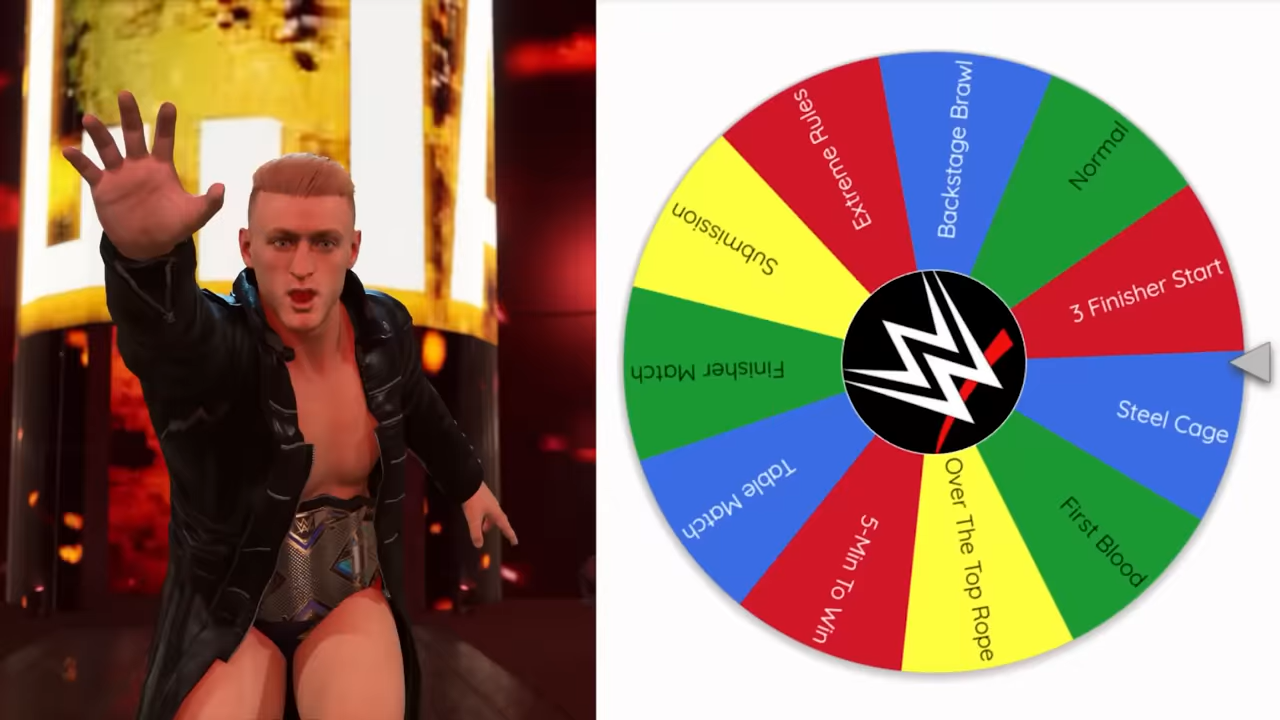 Backstage Brawl
Normal
3 Finisher Start
Steel Cage
First Blood
Over The Top Rope
5-Min To Win
Table Match
Finisher Match
Submission
Extreme Rules